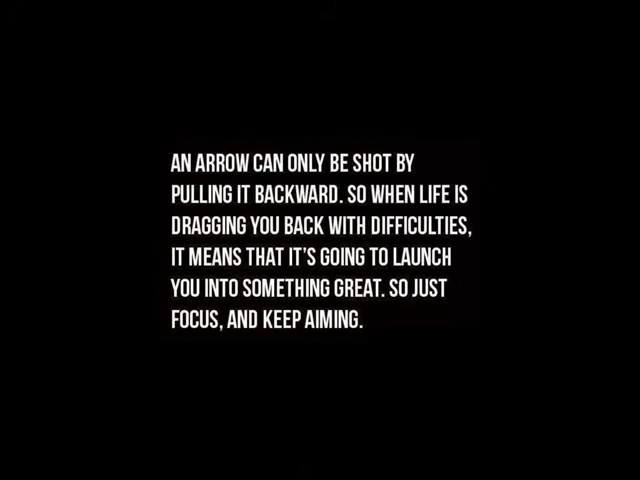 AN ARROW CAN ONLY BE SHOT BY
PULLING IT BACKWARD. SO WHEN LIFE IS
DRAGGING YOU BACK WITH DIFFICULTIES,
IT MEANS THAT IT'S GOING TO LAUNCH
YOU INTO SOMETHING GREAT. SO JUST
FOCUS, AND KEEP AIMING.